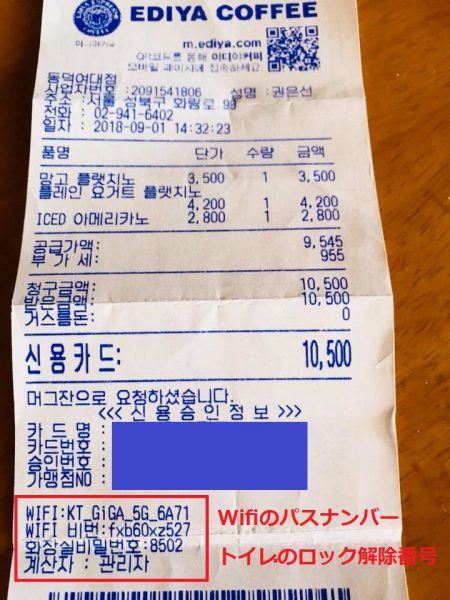 EDIYA COFFEE
이디야커피
m.ediya.com
QR코드를 통해 이디야커피
모바일 페이지에 접속하세요.
동덕여대점
사업자번호 : 2091541806 성명 : 권은선
주소 : 서울 성북구 화랑로 99
전화 : 02-941-6402
일자 : 2018-09-01 14:32:23
품명 단가 수량 금액
망고 플랫치노 3,500 1 3,500
플레인 요거트 플랫치노
4,200 1 4,200
ICED 아메리카노 2,800 1 2,800
공급가액: 9,545
부 가 세: 955
청구금액: 10,500
받은금액: 10,500
거스름돈: 0
신용카드: 10,500
머그잔으로 요청하셨습니다.
<<< 신 용 승 인 정 보 >>>
카 드 명 :
카드번호 :
승인번호 :
가맹점NO :
WIFI:KT_GiGA_5G_6A71
WIFI 비번:fxb60xz527
화장실비밀번호:8502
계산자 : 관리자
Wifiのパスナンバー
トイレのロック解除番号